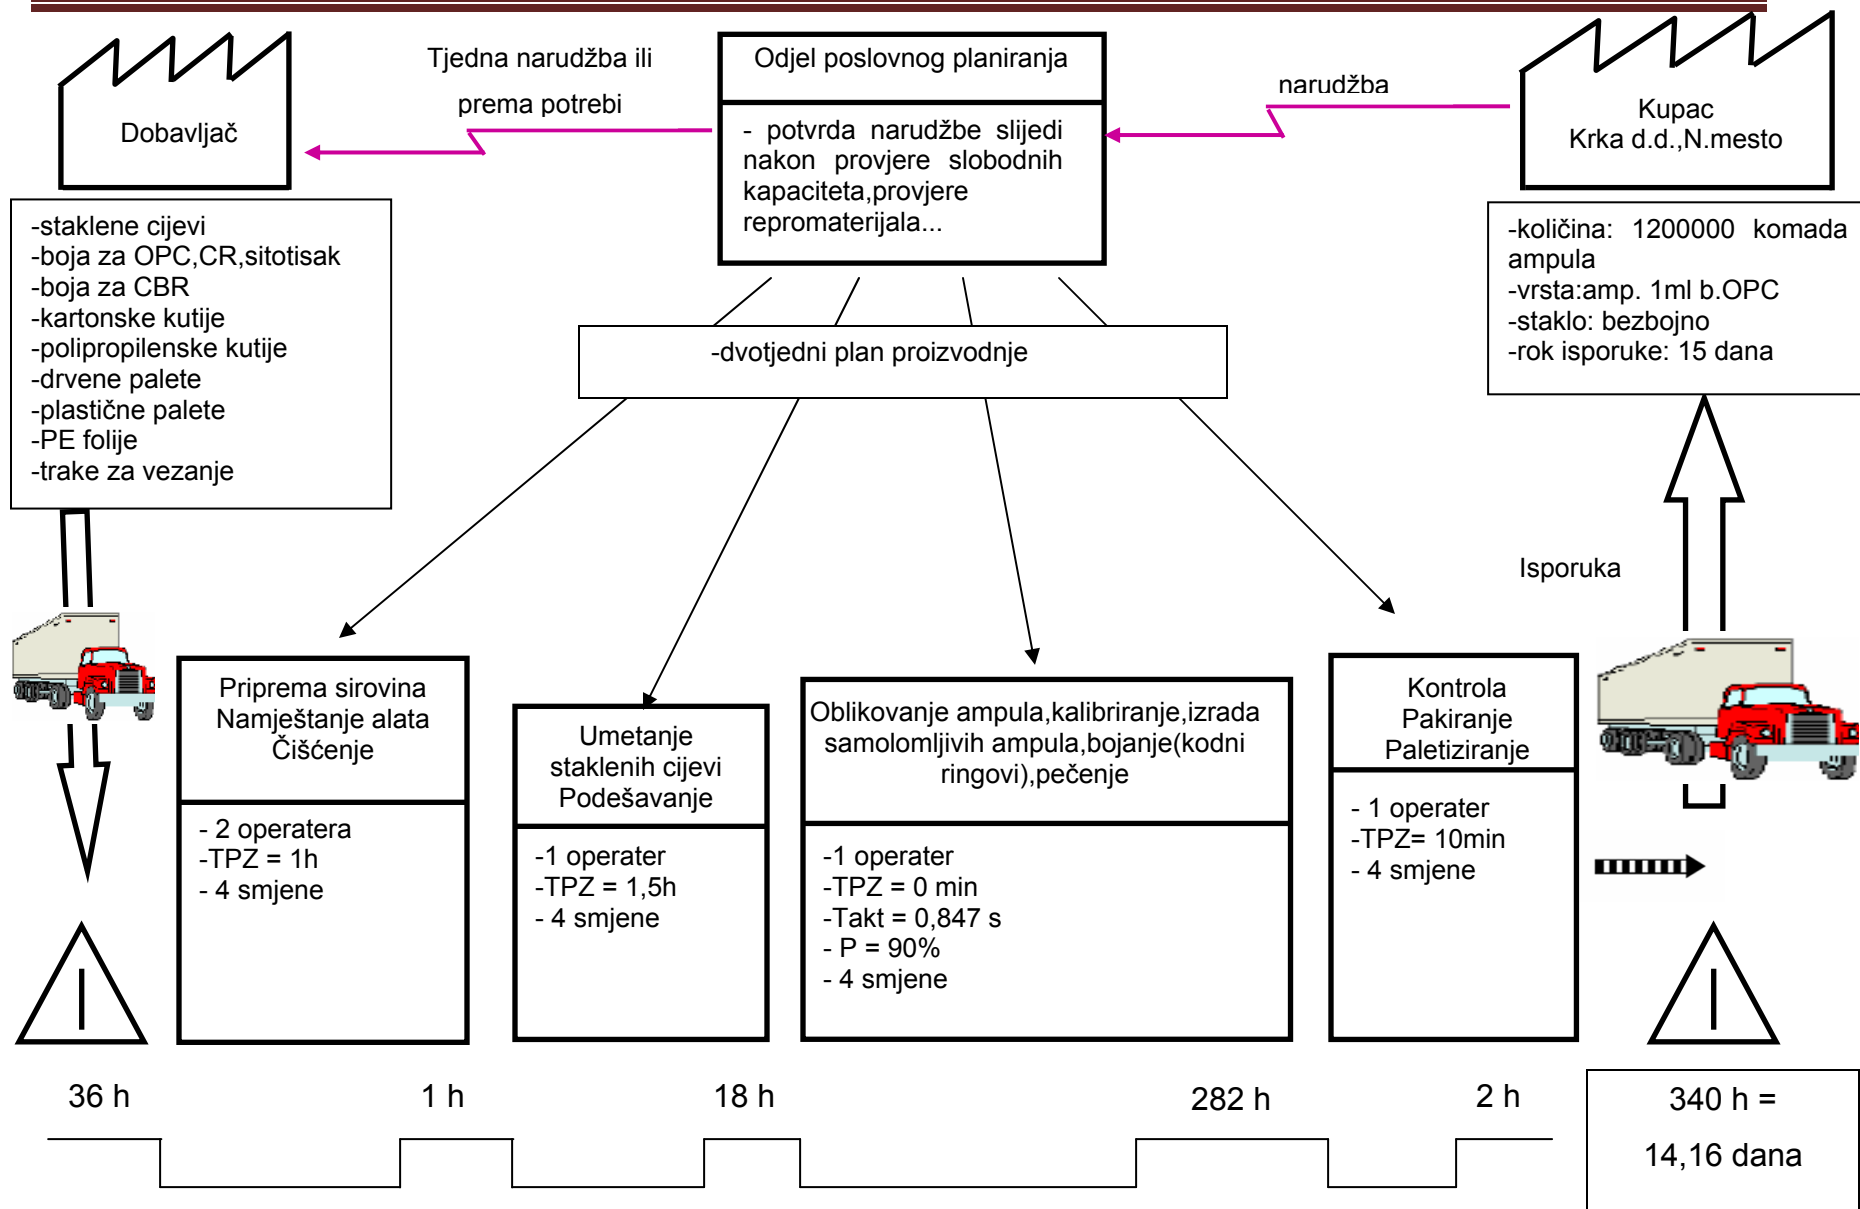 Dobavljač
Tjedna narudžba ili
prema potrebi
Odjel poslovnog planiranja
- potvrda narudžbe slijedi
nakon provjere slobodnih
kapaciteta,provjere
repromaterijala...
narudžba
Kupac
Krka d.d.,N.mesto
-staklene cijevi
-boja za OPC,CR,sitotisak
-boja za CBR
-kartonske kutije
-polipropilenske kutije
-drvene palete
-plastične palete
-PE folije
-trake za vezanje
-dvotjedni plan proizvodnje
-količina: 1200000 komada
ampula
-vrsta:amp. 1ml b.OPC
-staklo: bezbojno
-rok isporuke: 15 dana
Isporuka
Priprema sirovina
Namještanje alata
Čišćenje
- 2 operatera
-TPZ = 1h
- 4 smjene
Umetanje
staklenih cijevi
Podešavanje
-1 operater
-TPZ = 1,5h
- 4 smjene
Oblikovanje ampula,kalibriranje,izrada
samolomljivih ampula,bojanje(kodni
ringovi),pečenje
-1 operater
-TPZ = 0 min
-Takt = 0,847 s
- P = 90%
- 4 smjene
Kontrola
Pakiranje
Paletiziranje
- 1 operater
-TPZ= 10min
- 4 smjene
36 h
1 h
18 h
282 h
2 h
340 h =
14,16 dana